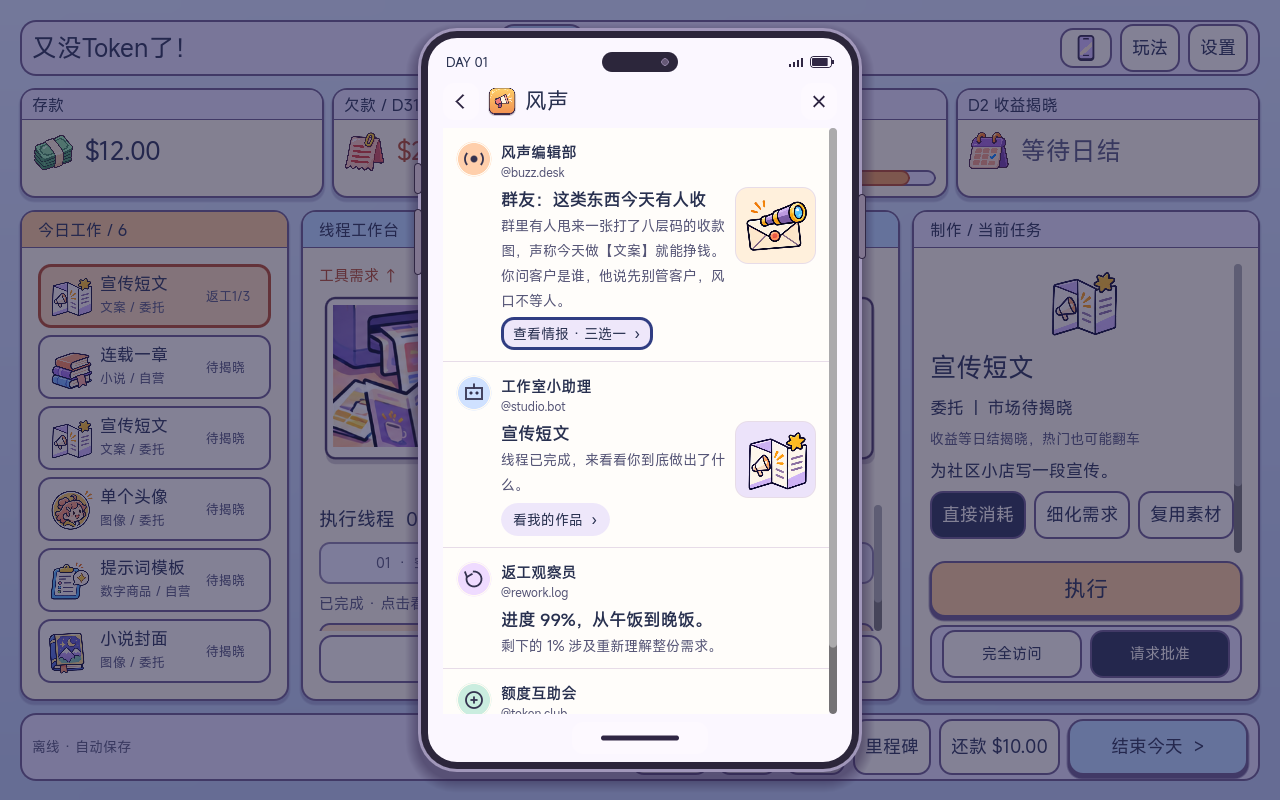 又没Token了！
玩法
设置
存款
$12.00
欠款 / D31
D2 收益揭晓
等待日结
今日工作 / 6
宣传短文
文案 / 委托
返工1/3
连载一章
小说 / 自营
待揭晓
宣传短文
文案 / 委托
待揭晓
单个头像
图像 / 委托
待揭晓
提示词模板
数字商品 / 自营
待揭晓
小说封面
图像 / 委托
待揭晓
线程工作台
工具需求 ↑
执行线程
01 ·
已完成 · 点击
DAY 01
风声
风声编辑部
@buzz.desk
群友：这类东西今天有人收
群里有人甩来一张打了八层码的收款
图，声称今天做【文案】就能挣钱。
你问客户是谁，他说先别管客户，风
口不等人。
查看情报 · 三选一 ›
工作室小助理
@studio.bot
宣传短文
线程已完成，来看看你到底做出了什
么。
看我的作品 ›
返工观察员
@rework.log
进度 99%，从午饭到晚饭。
剩下的 1% 涉及重新理解整份需求。
额度互助会
@token.club
制作 / 当前任务
宣传短文
委托 | 市场待揭晓
收益等日结揭晓，热门也可能翻车
为社区小店写一段宣传。
直接消耗
细化需求
复用素材
执行
完全访问
请求批准
离线 · 自动保存
里程碑
还款 $10.00
结束今天 >